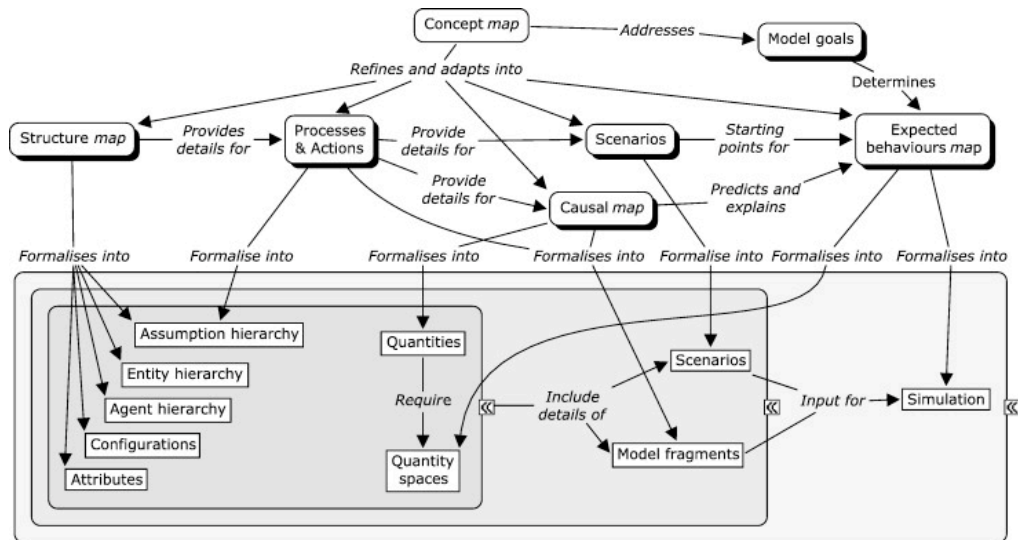 Concept map
Addresses
Model goals
Refines and adapts into
Determines
Structure map
Provides
details for
Processes
& Actions
Provide
details for
Scenarios
Starting
points for
Expected
behaviours map
Provide
details for
Causal map
Predicts and
explains
Formalises into
Formalise into
Formalises into
Formalises into
Formalise into
Formalises into
Formalises into
Assumption hierarchy
Quantities
Scenarios
Entity hierarchy
Agent hierarchy
Require
Include
details of
Input for
Simulation
Configurations
Quantity
spaces
Model fragments
Attributes